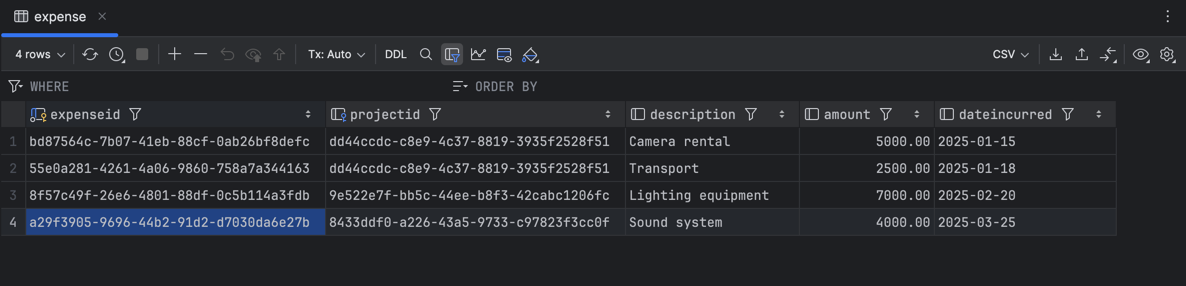 expense
4 rows Tx: Auto DDL CSV
WHERE ORDER BY
expenseid projectid description amount dateincurred
1 bd87564c-7b07-41eb-88cf-0ab26bf8defc dd44ccdc-c8e9-4c37-8819-3935f2528f51 Camera rental 5000.00 2025-01-15
2 55e0a281-4261-4a06-9860-758a7a344163 dd44ccdc-c8e9-4c37-8819-3935f2528f51 Transport 2500.00 2025-01-18
3 8f57c49f-26e6-4801-88df-0c5b114a3fdb 9e522e7f-bb5c-44ee-b8f3-42cabc1206fc Lighting equipment 7000.00 2025-02-20
4 a29f3905-9696-44b2-91d2-d7030da6e27b 8433ddf0-a226-43a5-9733-c97823f3cc0f Sound system 4000.00 2025-03-25